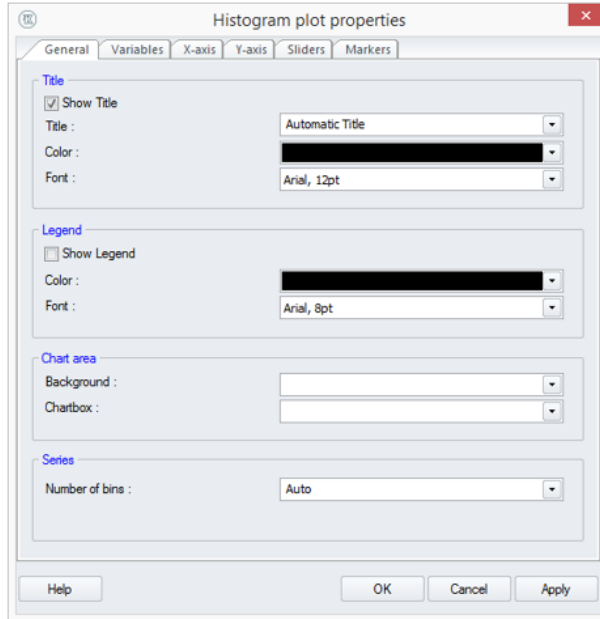 Histogram plot properties
General Variables X-axis Y-axis Sliders Markers
Title
Show Title
Title : Automatic Title
Color :
Font : Arial, 12pt
Legend
Show Legend
Color :
Font : Arial, 8pt
Chart area
Background :
Chartbox :
Series
Number of bins : Auto
Help OK Cancel Apply